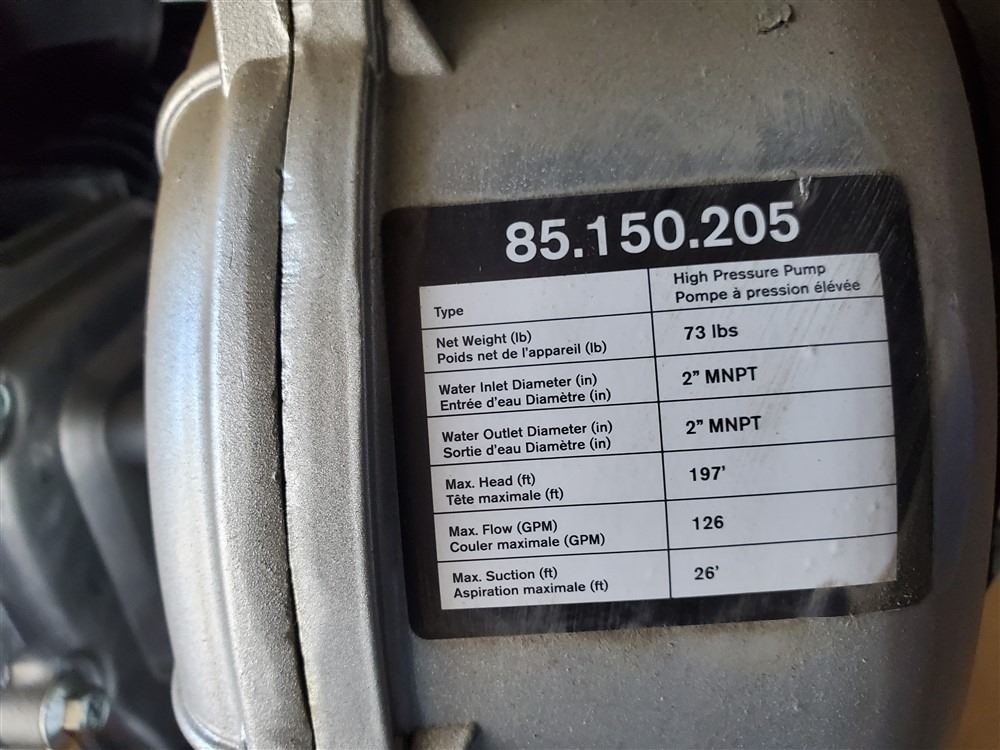 85.150.205
Type
High Pressure Pump
Pompe à pression élévée
Net Weight (lb)
Poids net de l'appareil (lb)
73 lbs
Water Inlet Diameter (in)
Entrée d'eau Diamètre (in)
2” MNPT
Water Outlet Diameter (in)
Sortie d'eau Diamètre (in)
2” MNPT
Max. Head (ft)
Tête maximale (ft)
197'
Max. Flow (GPM)
Couler maximale (GPM)
126
Max. Suction (ft)
Aspiration maximale (ft)
26'